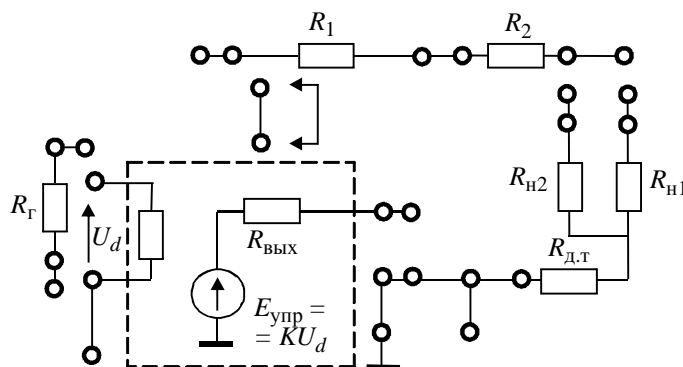 R1
R2
Rн2
Rн1
Rг
Ud
Rвых
Rд.т
Eупр =
= KUd